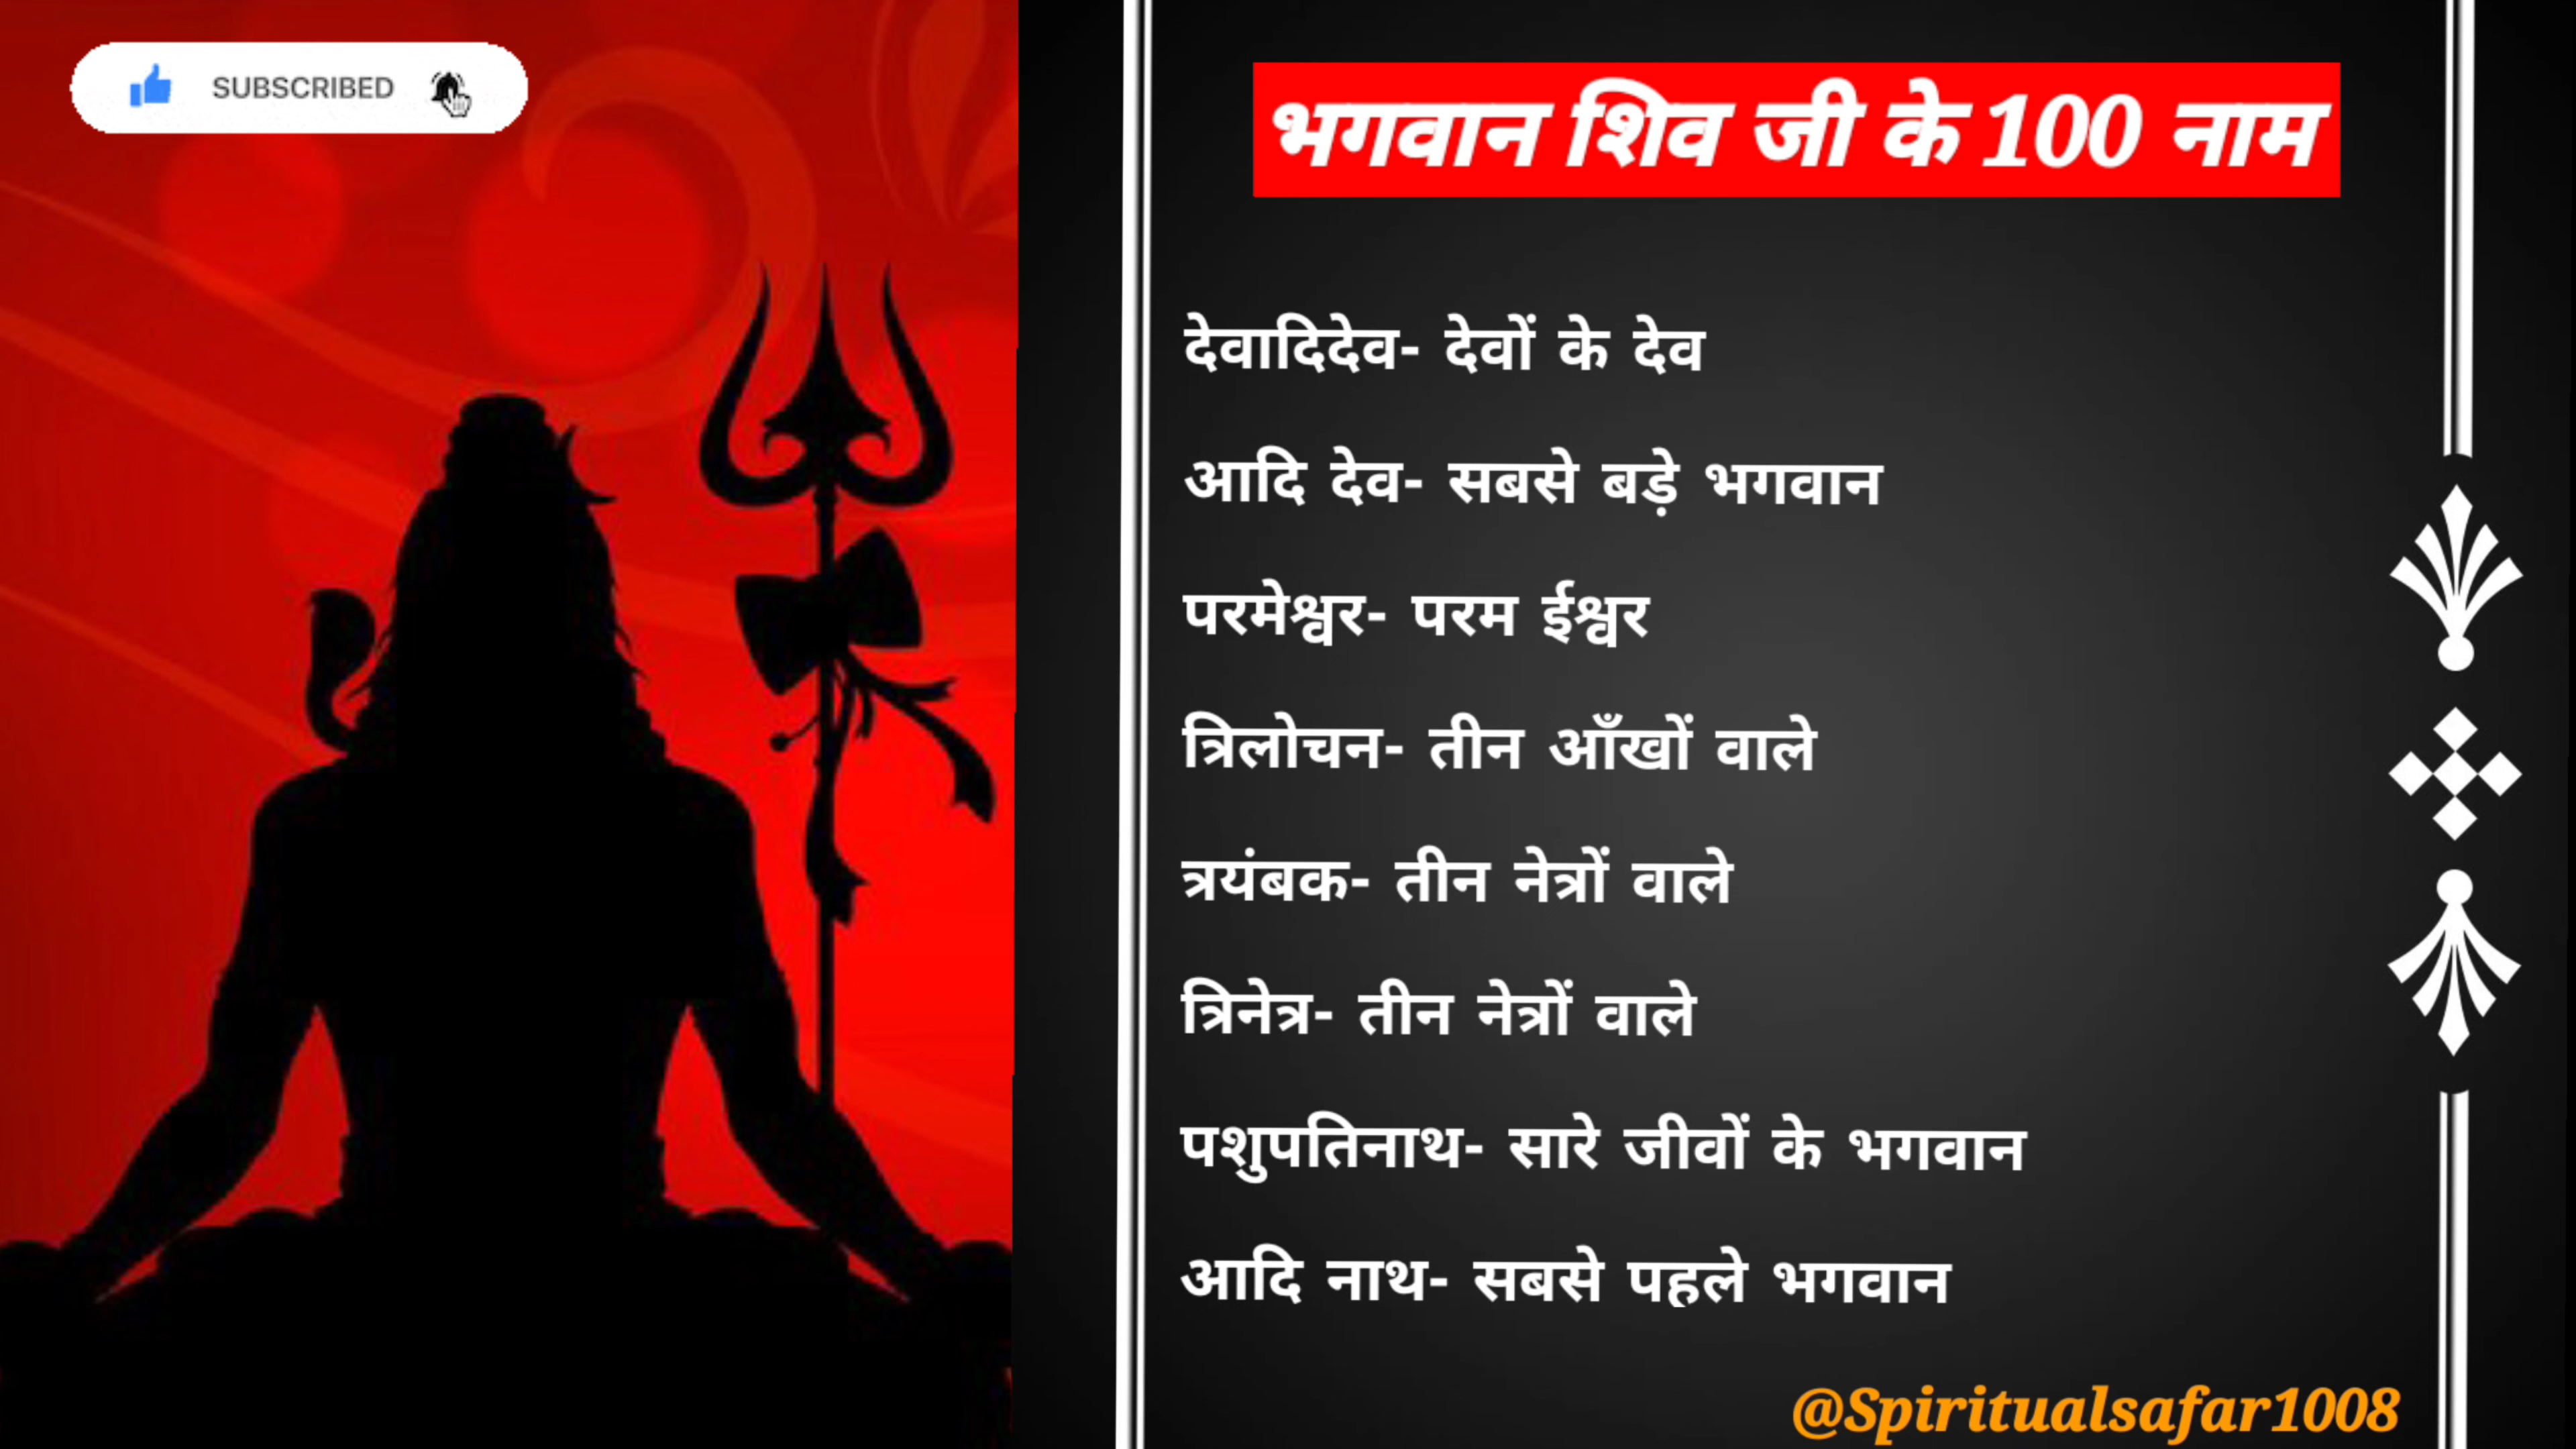 SUBSCRIBED
भगवान शिव जी के 100 नाम
देवादिदेव- देवों के देव
आदि देव- सबसे बड़े भगवान
परमेश्वर- परम ईश्वर
त्रिलोचन- तीन आँखों वाले
त्रयंबक- तीन नेत्रों वाले
त्रिनेत्र- तीन नेत्रों वाले
पशुपतिनाथ- सारे जीवों के भगवान
आदि नाथ- सबसे पहले भगवान
@Spiritualsafar1008